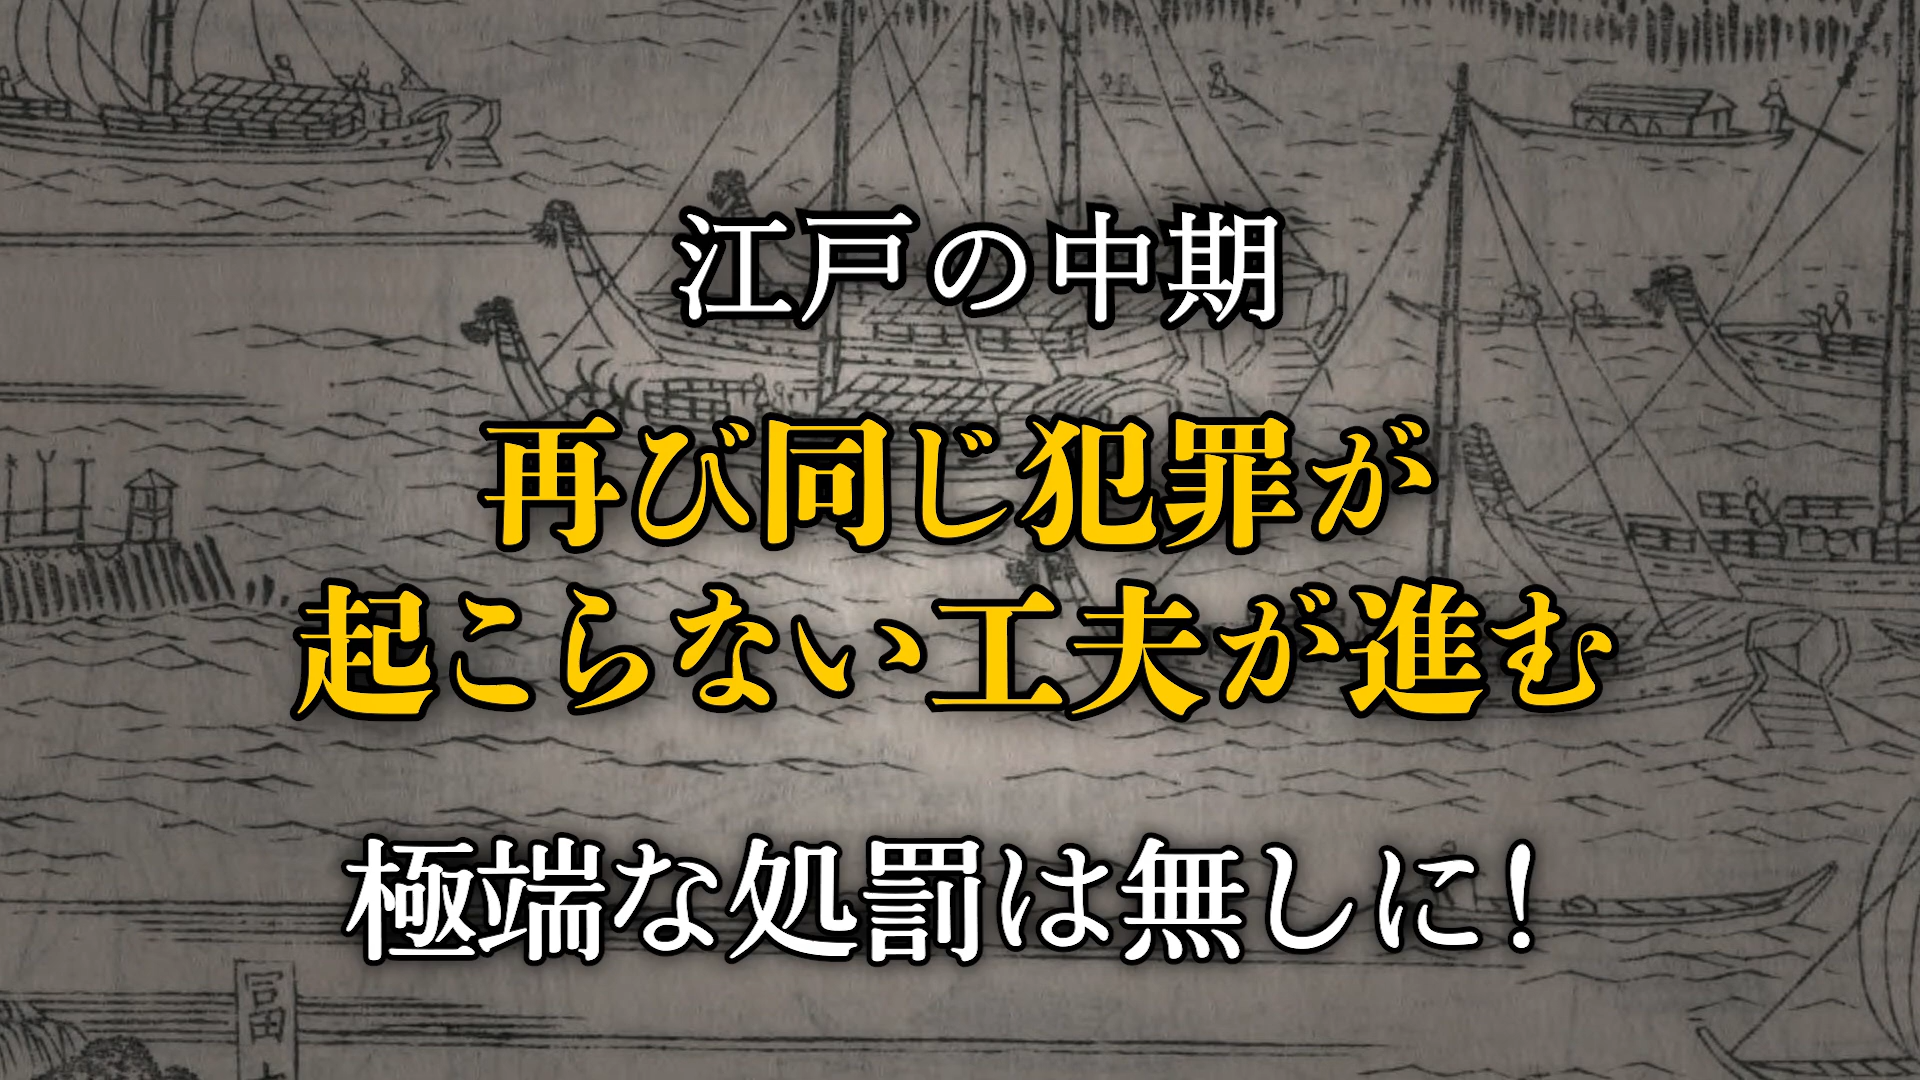 江戸の中期
再び同じ犯罪が
起こらない工夫が進む
極端な処罰は無しに!